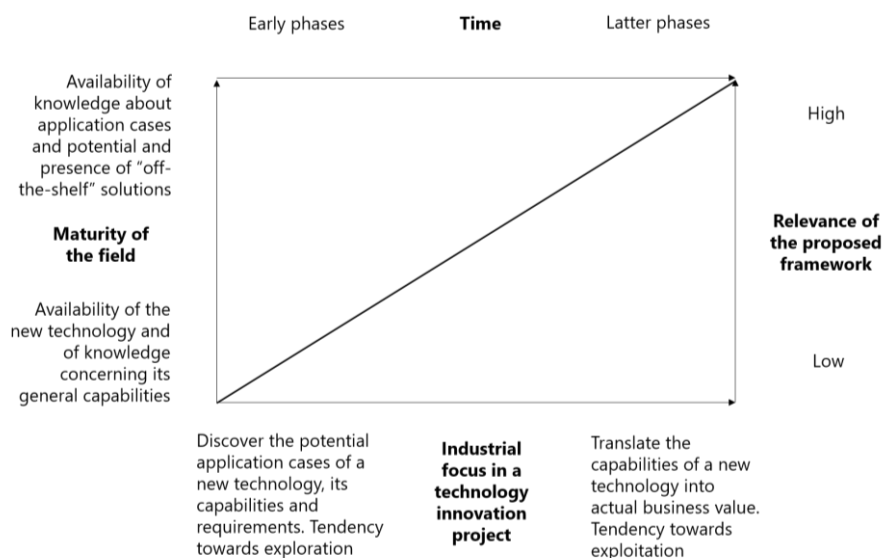 Early phases
Time
Latter phases
Availability of
knowledge about
application cases
and potential and
presence of "off-
the-shelf" solutions
Maturity of
the field
Availability of the
new technology and
of knowledge
concerning its
general capabilities
High
Relevance of
the proposed
framework
Low
Discover the potential
application cases of a
new technology, its
capabilities and
requirements. Tendency
towards exploration
Industrial
focus in a
technology
innovation
project
Translate the
capabilities of a new
technology into
actual business value.
Tendency towards
exploitation